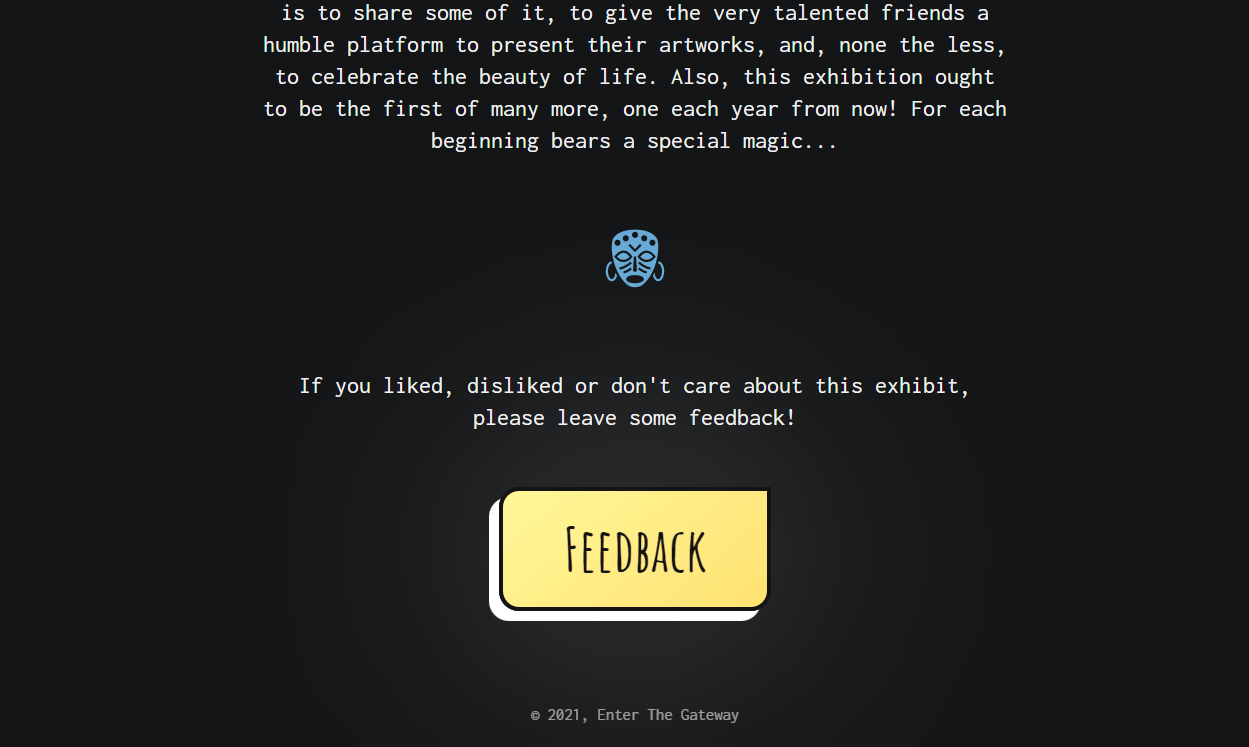 is to share some of it, to give the very talented friends a
humble platform to present their artworks, and, none the less,
to celebrate the beauty of life. Also, this exhibition ought
to be the first of many more, one each year from now! For each
beginning bears a special magic...
If you liked, disliked or don't care about this exhibit,
please leave some feedback!
Feedback
© 2021, Enter The Gateway